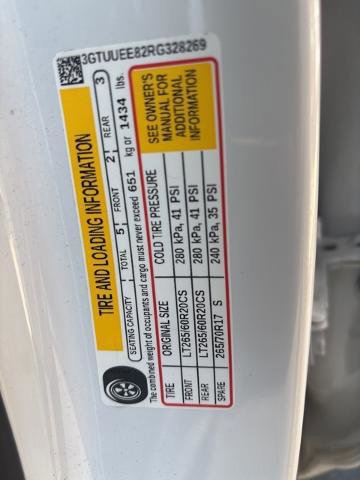 3GTUUEE82RG328269
TIRE AND LOADING INFORMATION
SEATING CAPACITY TOTAL 5 FRONT 2 REAR 3
The combined weight of occupants and cargo must never exceed 651 kg or 1434 lbs.
TIRE ORIGINAL SIZE COLD TIRE PRESSURE
FRONT LT265/60R20CS 280 kPa, 41 PSI
REAR LT265/60R20CS 280 kPa, 41 PSI
SPARE 265/70R17 S 240 kPa, 35 PSI
SEE OWNER'S
MANUAL FOR
ADDITIONAL
INFORMATION